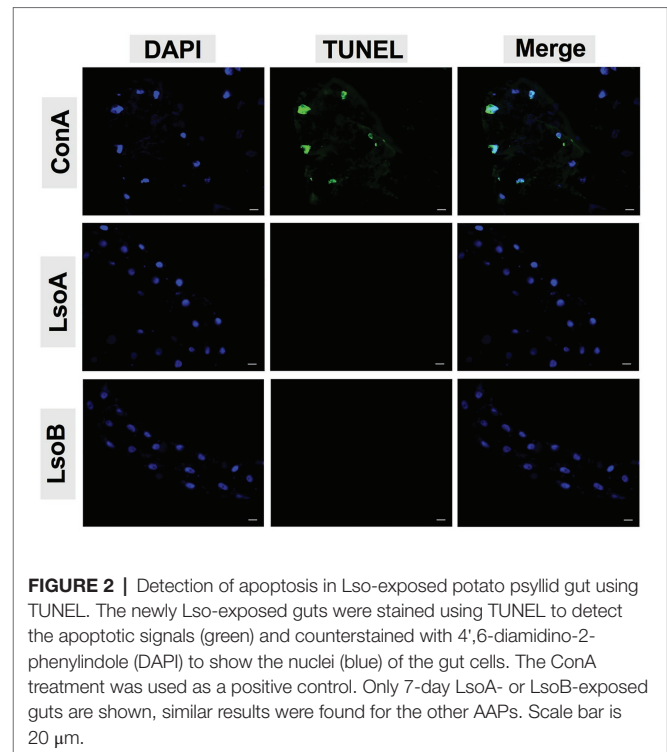 DAPI TUNEL Merge
ConA
LsoA
LsoB
FIGURE 2 | Detection of apoptosis in Lso-exposed potato psyllid gut using
TUNEL. The newly Lso-exposed guts were stained using TUNEL to detect
the apoptotic signals (green) and counterstained with 4',6-diamidino-2-
phenylindole (DAPI) to show the nuclei (blue) of the gut cells. The ConA
treatment was used as a positive control. Only 7-day LsoA- or LsoB-exposed
guts are shown, similar results were found for the other AAPs. Scale bar is
20 μm.